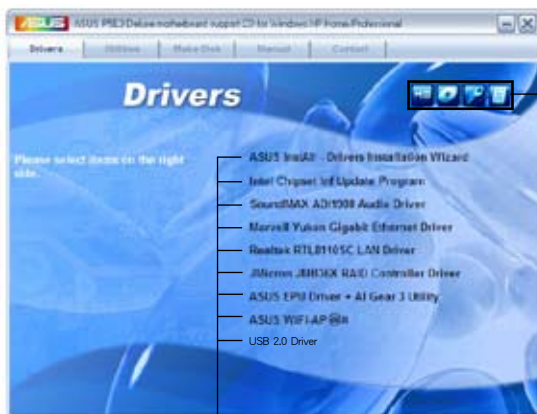 ASUS P5E3 Deluxe motherboard support CD for Windows XP Home/Professional
Drivers Utilities Make Disk Manual Contact
Drivers
Please select items on the right
side.
ASUS InstAll - Drivers Installation Wizard
Intel Chipset Inf Update Program
SoundMAX ADI1988 Audio Driver
Marvell Yukon Gigabit Ethernet Driver
Realtek RTL8110SC LAN Driver
JMicron JMB36X RAID Controller Driver
ASUS EPU Driver + AI Gear 3 Utility
ASUS WiFi-AP @n
USB 2.0 Driver